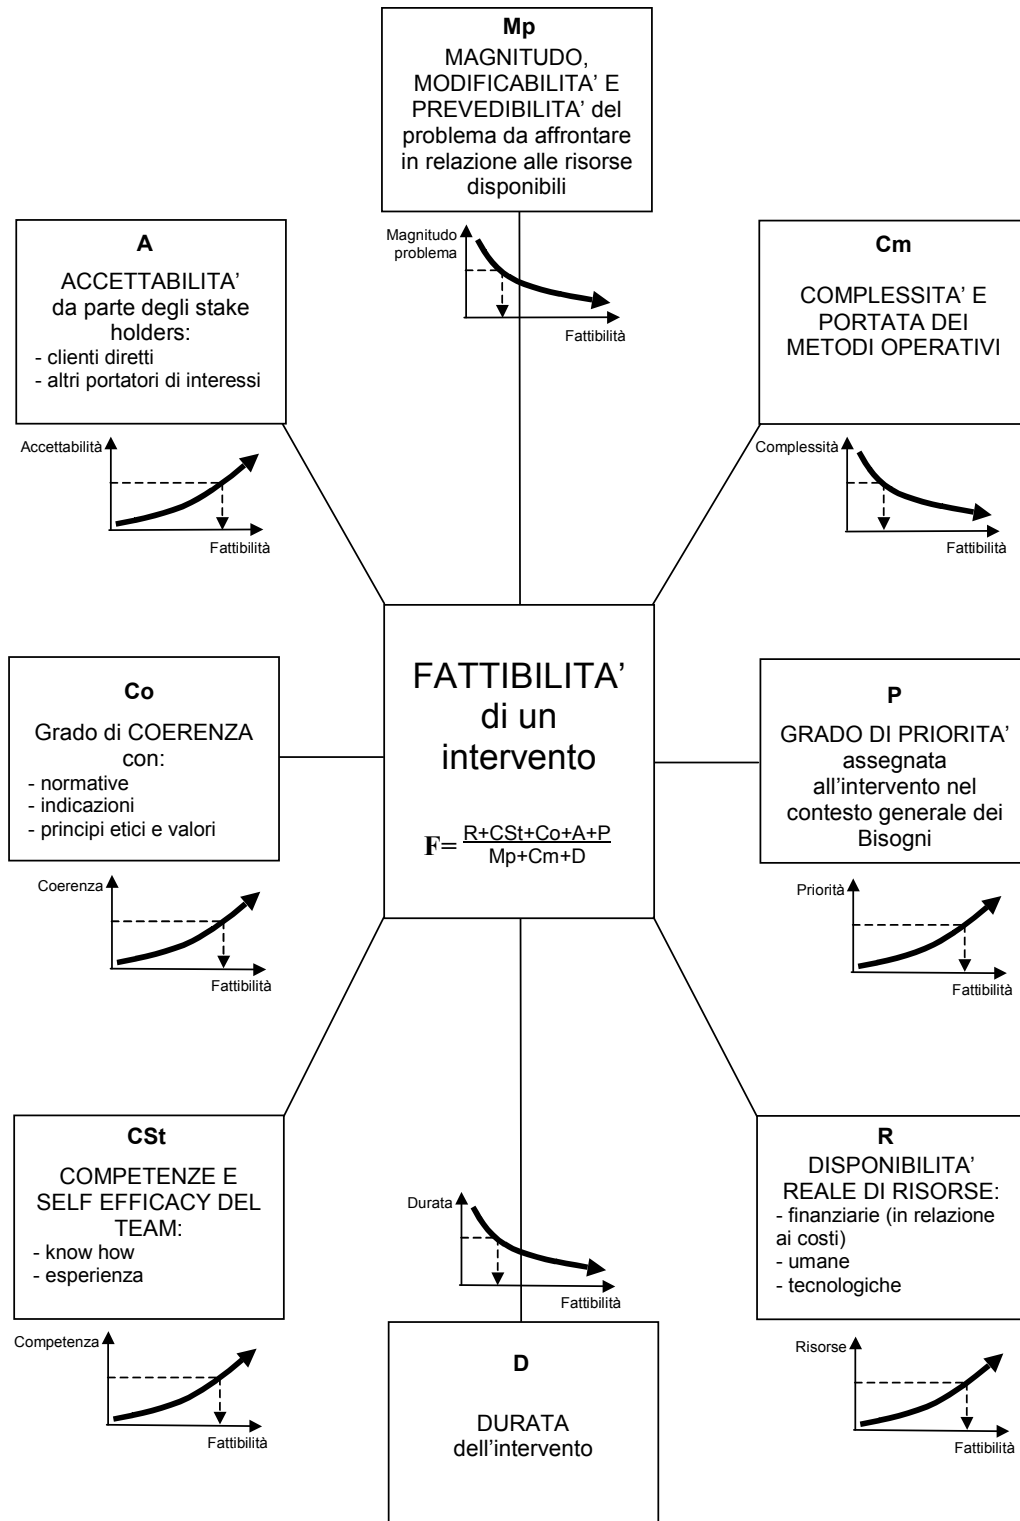 Mp
MAGNITUDO,
MODIFICABILITA’ E
PREVEDIBILITA’ del
problema da affrontare
in relazione alle risorse
disponibili
Magnitudo
problema
Fattibilità
A
ACCETTABILITA’
da parte degli stake
holders:
- clienti diretti
- altri portatori di interessi
Accettabilità
Fattibilità
Cm
COMPLESSITA’ E
PORTATA DEI
METODI OPERATIVI
Complessità
Fattibilità
Co
Grado di COERENZA
con:
- normative
- indicazioni
- principi etici e valori
Coerenza
Fattibilità
FATTIBILITA’
di un
intervento
F= R+CSt+Co+A+P
Mp+Cm+D
P
GRADO DI PRIORITA’
assegnata
all’intervento nel
contesto generale dei
Bisogni
Priorità
Fattibilità
CSt
COMPETENZE E
SELF EFFICACY DEL
TEAM:
- know how
- esperienza
Competenza
Fattibilità
Durata
Fattibilità
D
DURATA
dell’intervento
R
DISPONIBILITA’
REALE DI RISORSE:
- finanziarie (in relazione
ai costi)
- umane
- tecnologiche
Risorse
Fattibilità